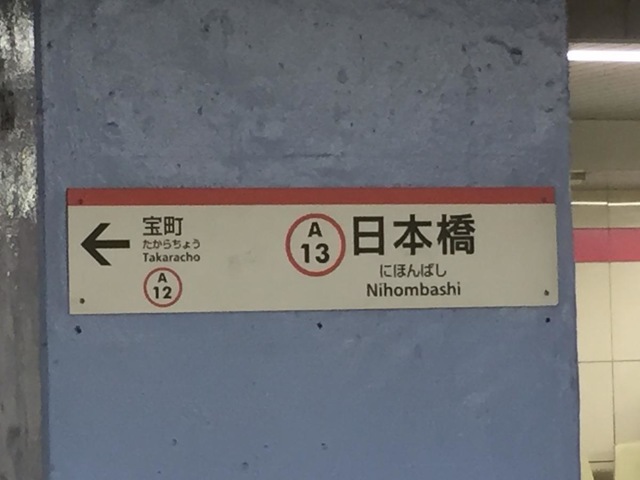 宝町
たからちょう
Takaracho
A
12
A
13
日本橋
にほんばし
Nihombashi